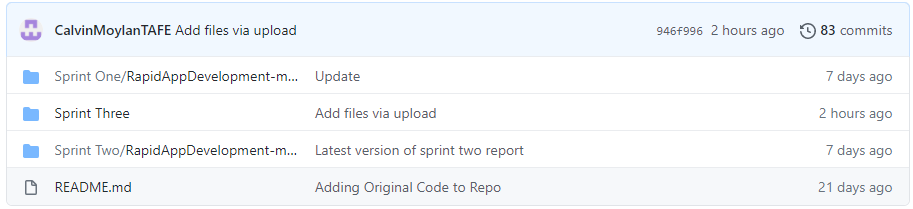 CalvinMoylanTAFE Add files via upload 946f996 2 hours ago 83 commits
Sprint One/RapidAppDevelopment-m... Update 7 days ago
Sprint Three Add files via upload 2 hours ago
Sprint Two/RapidAppDevelopment-m... Latest version of sprint two report 7 days ago
README.md Adding Original Code to Repo 21 days ago